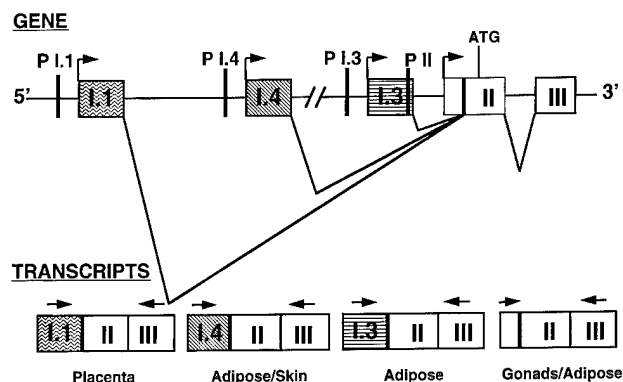 GENE
ATG
P I.1 P I.4 P I.3 P II
5’ I.1 I.4 // I.3 II III 3’
TRANSCRIPTS
I.1 II III I.4 II III I.3 II III II III
Placenta Adipose/Skin Adipose Gonads/Adipose